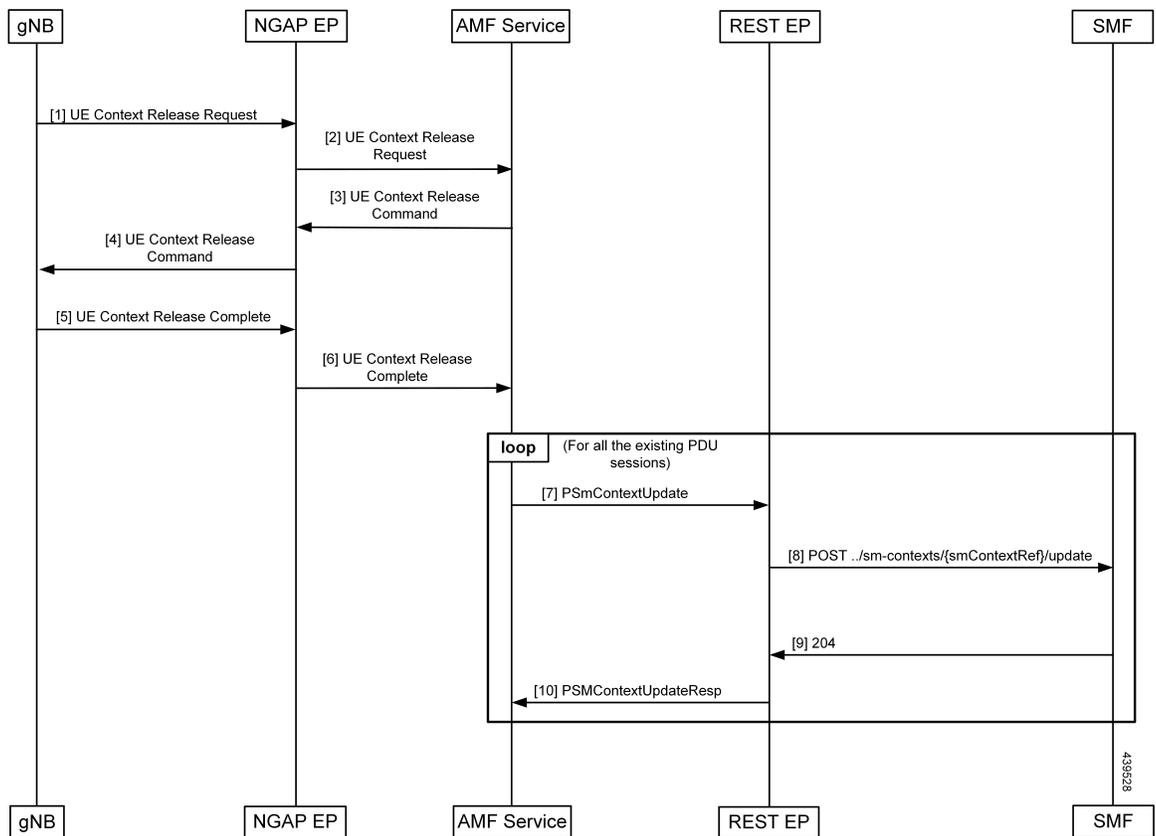 gNB
NGAP EP
AMF Service
REST EP
SMF
[1] UE Context Release Request
[2] UE Context Release
Request
[3] UE Context Release
Command
[4] UE Context Release
Command
[5] UE Context Release Complete
[6] UE Context Release
Complete
loop
(For all the existing PDU
sessions)
[7] PSmContextUpdate
[8] POST ../sm-contexts/{smContextRef}/update
[9] 204
[10] PSMContextUpdateResp
439528
gNB
NGAP EP
AMF Service
REST EP
SMF